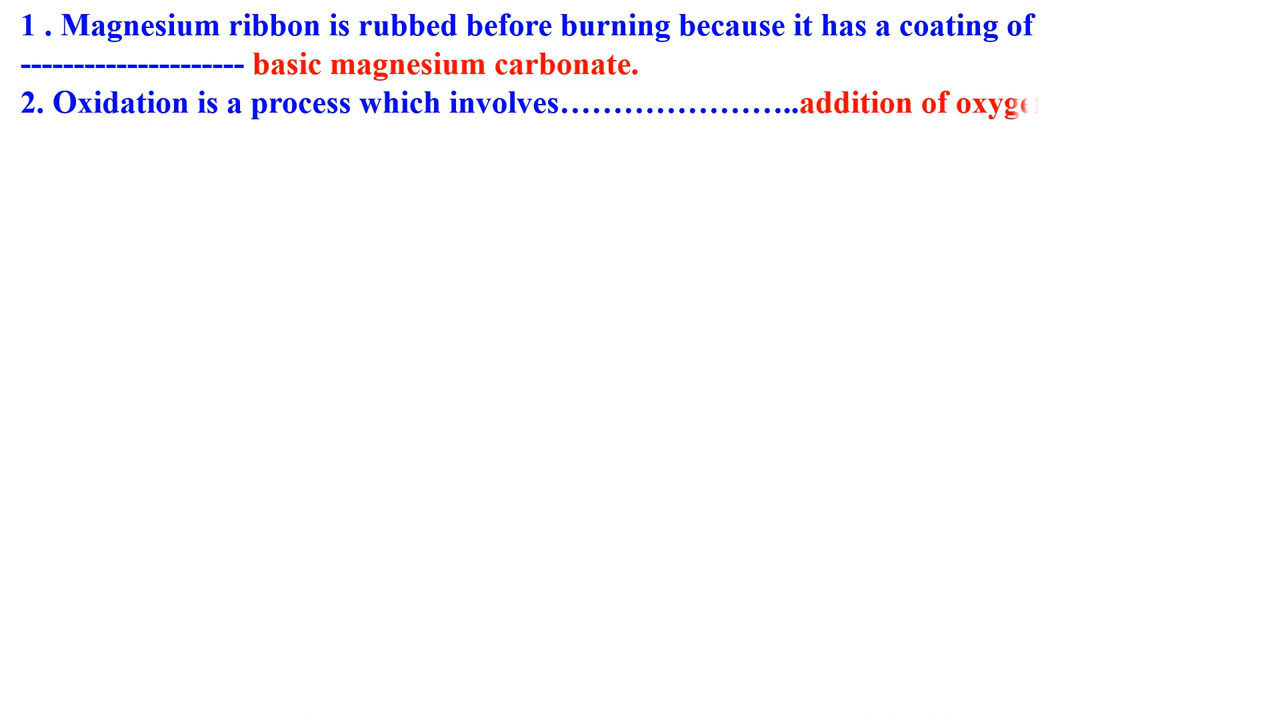 1 . Magnesium ribbon is rubbed before burning because it has a coating of
--------------------- basic magnesium carbonate.
2. Oxidation is a process which involves…………………..addition of oxyge